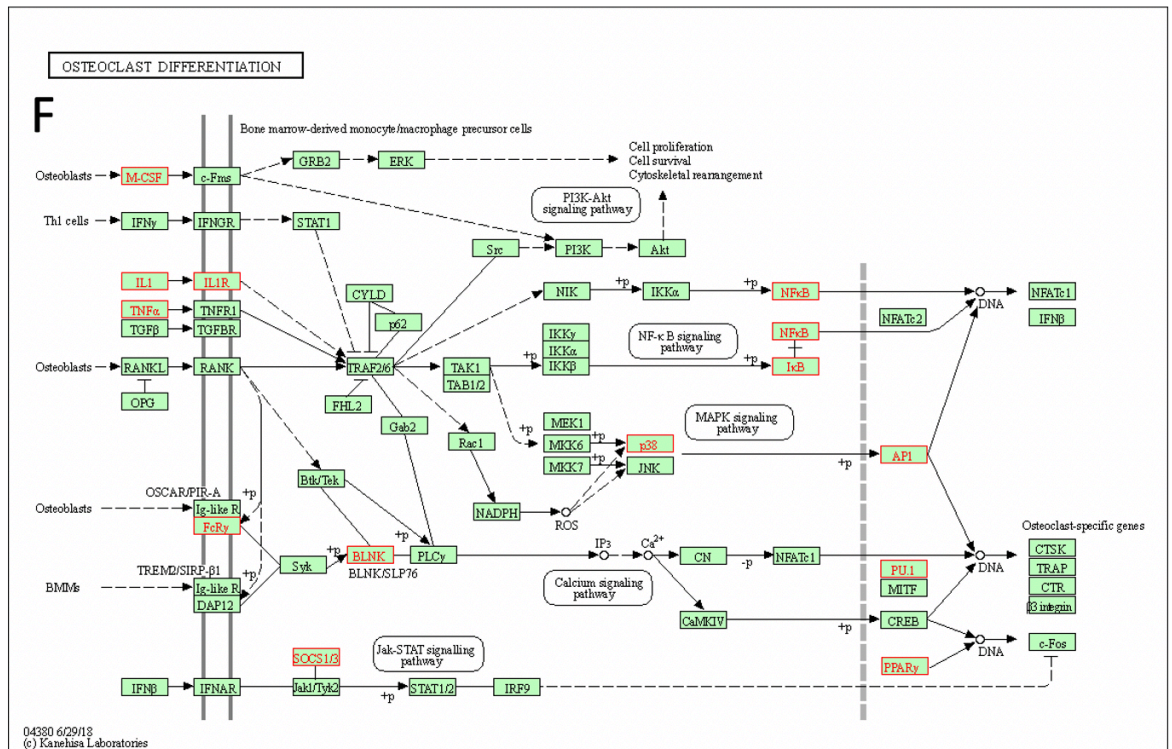 OSTEOCLAST DIFFERENTIATION
F
Bone marrow-derived monocyte/macrophage precursor cells
GRB2
ERK
Cell proliferation
Cell survival
Cytoskeletal rearrangement
Osteoblasts
M-CSF
c-Fms
PI3K-Akt
signaling pathway
Th1 cells
IFNγ
IFNGR
STAT1
Src
PI3K
Akt
IL1
IL1R
CYLD
NIK
+p
IKKα
+p
NFκB
DNA
NFATc1
TNFα
TNFR1
p62
NFATc2
IFNβ
TGFβ
TGFBR
IKKγ
IKKα
IKKβ
NF-κ B signaling
pathway
NFκB
Osteoblasts
RANKL
RANK
TRAF2/6
TAK1
TAB1/2
+p
IκB
OPG
FHL2
Gab2
Rac1
+p
MEK1
MKK6
+p
p38
MAPK signaling
pathway
MKK7
+p
JNK
+p
AP1
Btk/Tek
OSCAR/PIR-A
+p
Osteoblasts
Ig-like R
FcRγ
NADPH
ROS
Osteoclast-specific genes
+p
BLNK
PLCγ
IP3
Ca2+
CN
-p
NFATc1
DNA
CTSK
TRAP
CTR
β3 integrin
Syk
BLNK/SLP76
TREM2/SIRP-β1
+p
BMMs
Ig-like R
DAP12
Calcium signaling
pathway
PU.1
MITF
CaMKIV
+p
CREB
DNA
c-Fos
SOCS1/3
Jak-STAT signalling
pathway
PPARγ
IFNβ
IFNAR
Jak1/Tyk2
+p
STAT1/2
IRF9
04380 6/29/18
(c) Kanehisa Laboratories